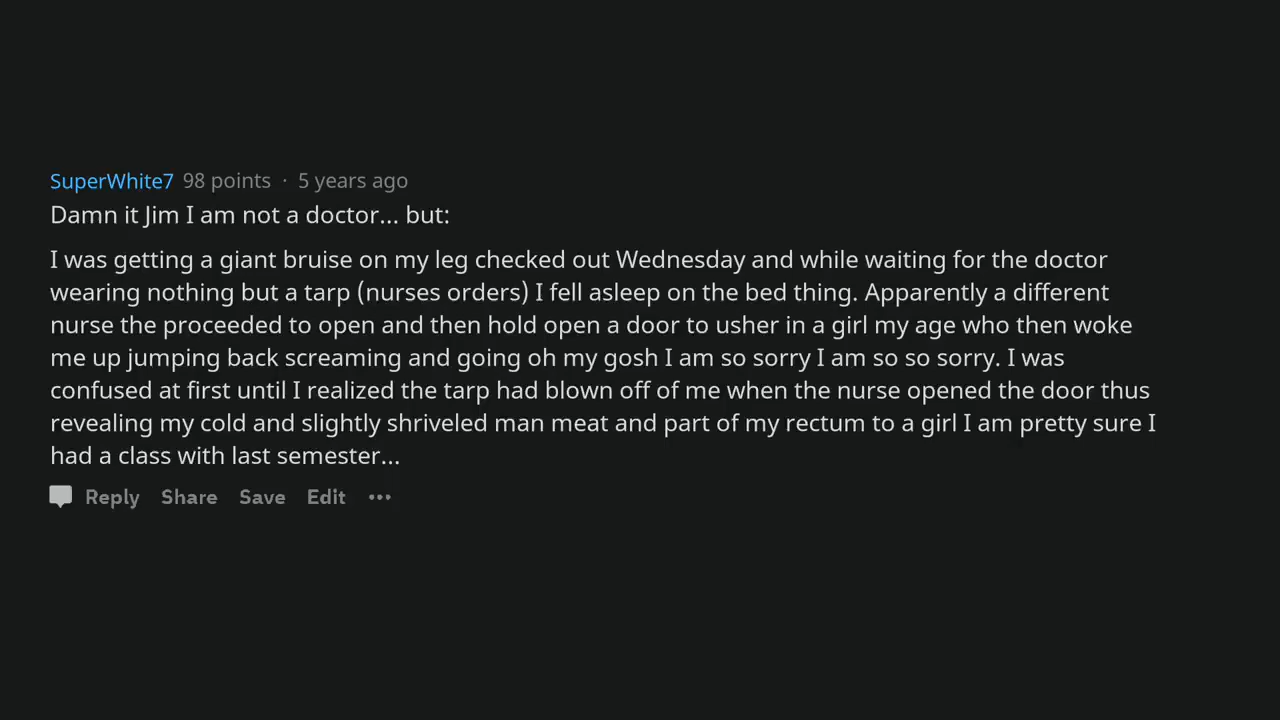 SuperWhite7 98 points · 5 years ago
Damn it Jim I am not a doctor... but:
I was getting a giant bruise on my leg checked out Wednesday and while waiting for the doctor
wearing nothing but a tarp (nurses orders) I fell asleep on the bed thing. Apparently a different
nurse the proceeded to open and then hold open a door to usher in a girl my age who then woke
me up jumping back screaming and going oh my gosh I am so sorry I am so so sorry. I was
confused at first until I realized the tarp had blown off of me when the nurse opened the door thus
revealing my cold and slightly shriveled man meat and part of my rectum to a girl I am pretty sure I
had a class with last semester...
Reply Share Save Edit •••